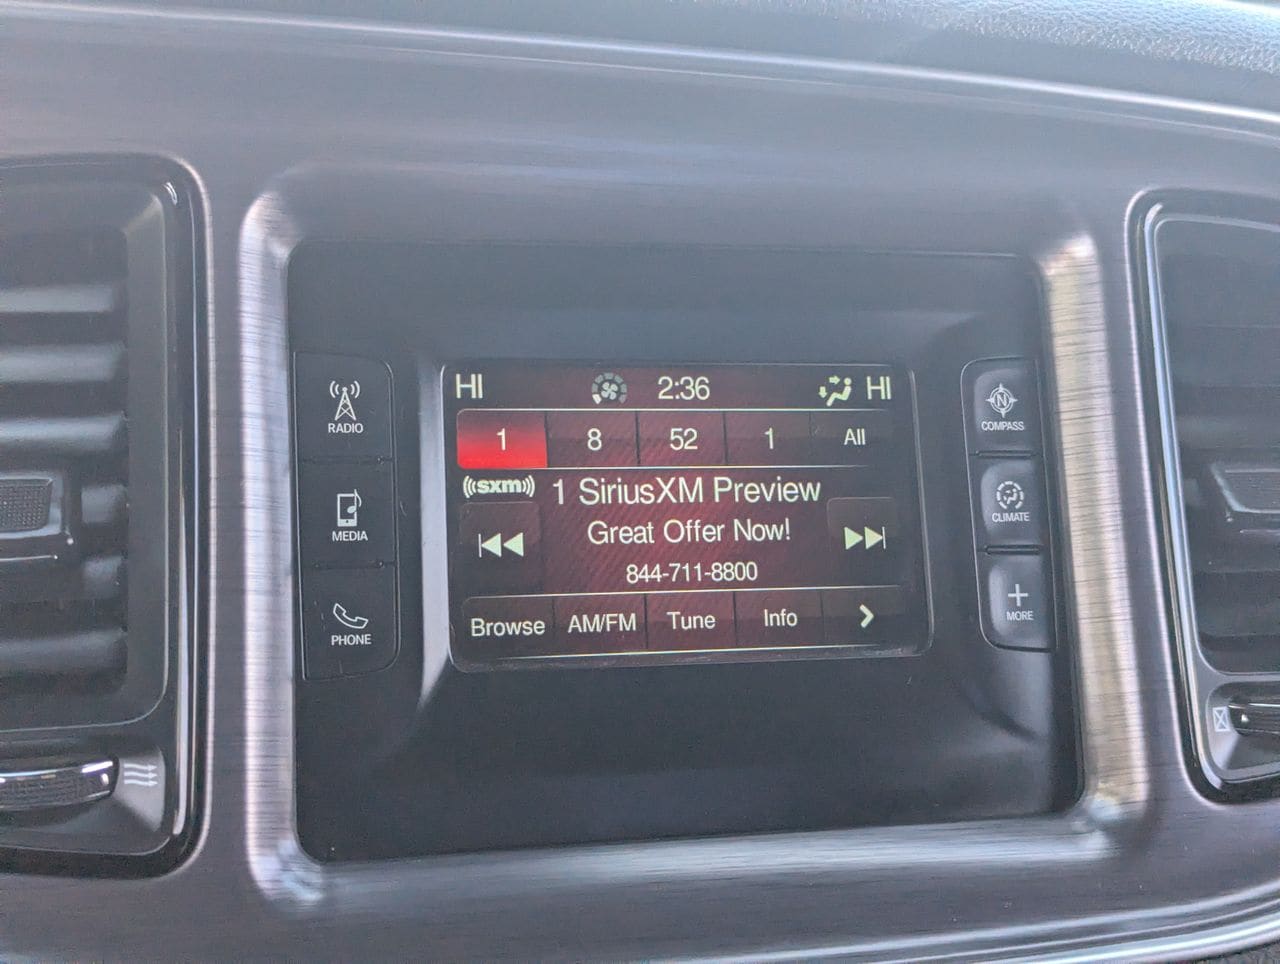 HI 2:36 HI
1 8 52 1 All
((sxm)) 1 SiriusXM Preview
Great Offer Now!
844-711-8800
Browse AM/FM Tune Info
RADIO
MEDIA
PHONE
N
COMPASS
CLIMATE
MORE